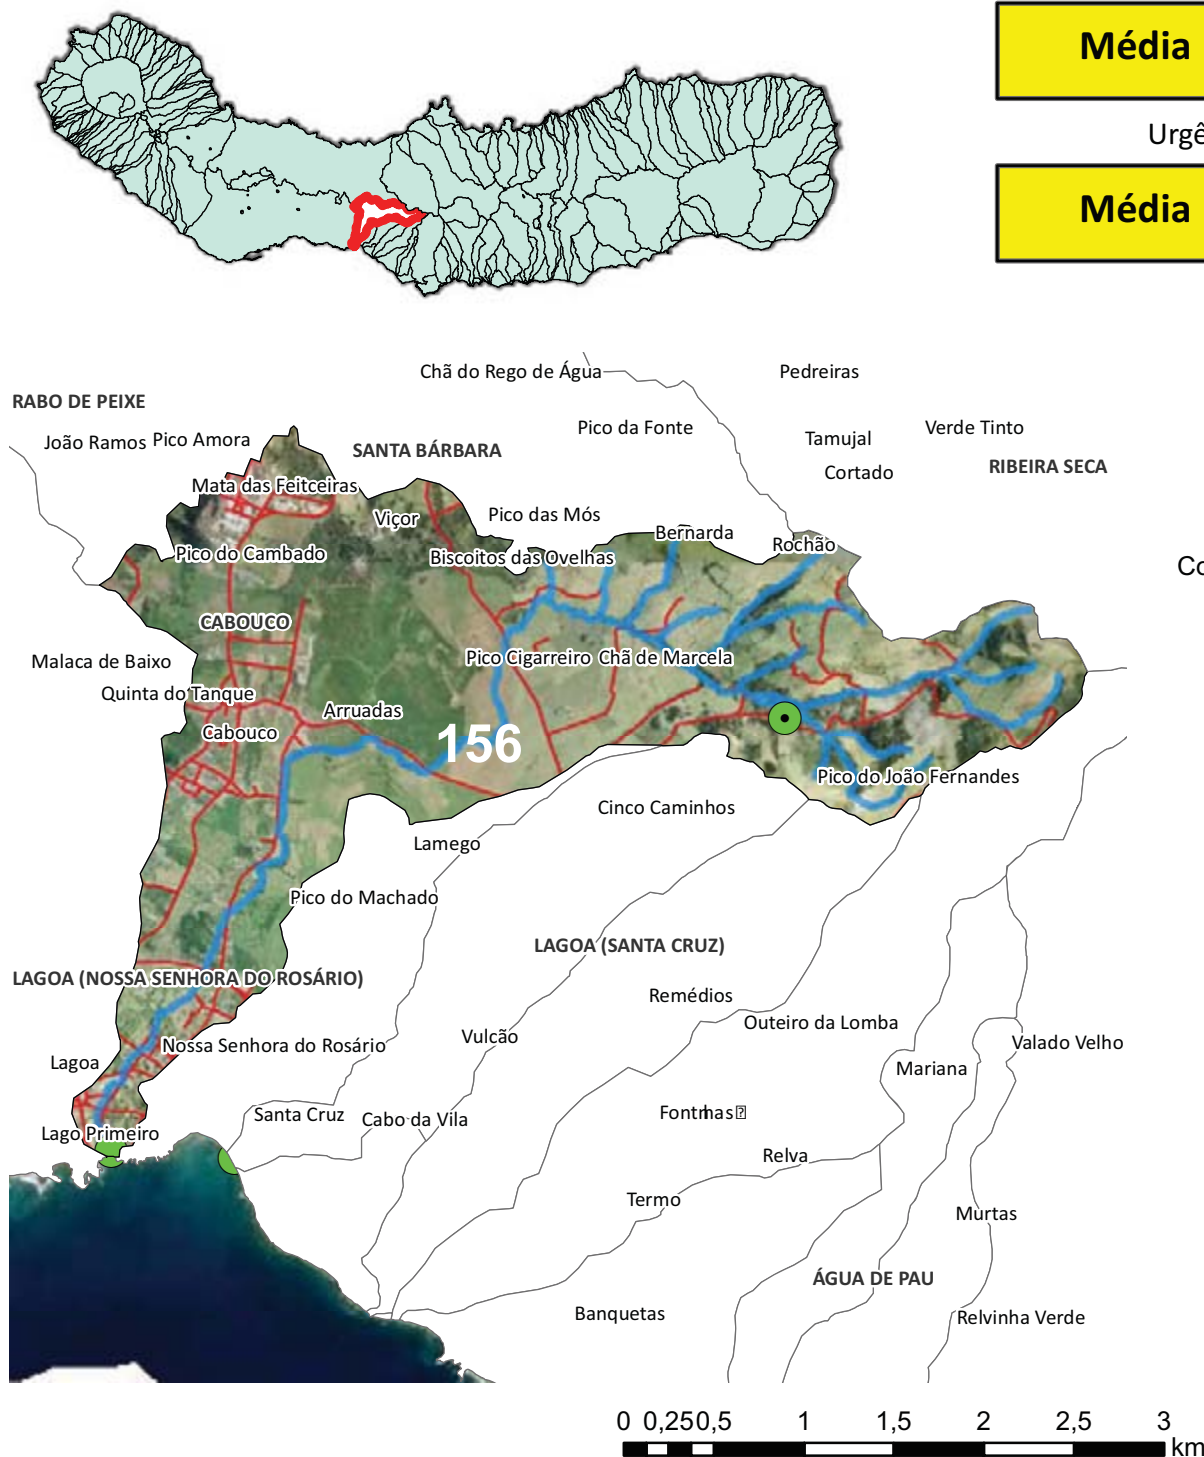 Média
Urgê
Média
Chã do Rego de Água
Pedreiras
RABO DE PEIXE
João Ramos
Pico Amora
Pico da Fonte
Verde Tinto
Tamujal
SANTA BÁRBARA
Cortado
RIBEIRA SECA
Mata das Feitceiras
Viçor
Pico das Mós
Bernarda
Rochão
Pico do Cambado
Biscoitos das Ovelhas
Co
CABOUCO
Malaca de Baixo
Pico Cigarreiro
Chã de Marcela
Quinta do Tanque
Arruadas
Cabouco
156
Pico do João Fernandes
Cinco Caminhos
Lamego
Pico do Machado
LAGOA (SANTA CRUZ)
LAGOA (NOSSA SENHORA DO ROSÁRIO)
Remédios
Outeiro da Lomba
Vulcão
Nossa Senhora do Rosário
Valado Velho
Lagoa
Mariana
Santa Cruz
Cabo da Vila
Lago Primeiro
Relva
Termo
Murtas
ÁGUA DE PAU
Banquetas
Relvinha Verde
0 0,25 0,5 1 1,5 2 2,5 3
km